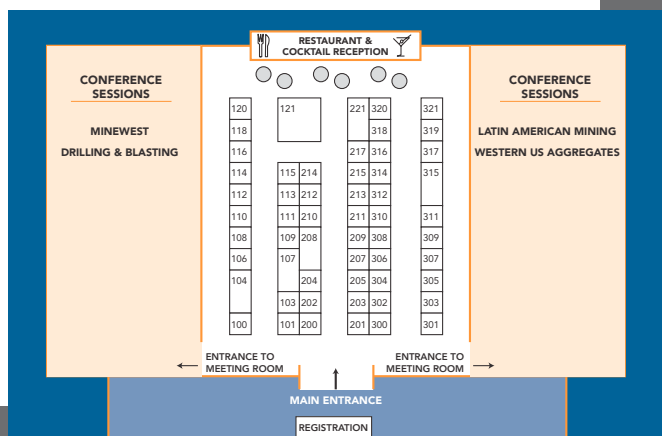 RESTAURANT &
COCKTAIL RECEPTION
CONFERENCE
SESSIONS
MINEWEST
DRILLING & BLASTING
CONFERENCE
SESSIONS
LATIN AMERICAN MINING
WESTERN US AGGREGATES
120 121 221 320 321
118 318 319
116 217 316 317
114 115 214 215 314 315
112 113 212 213 312
110 111 210 211 310 311
108 109 208 209 308 309
106 107 207 306 307
104 204 205 304 305
103 202 203 302 303
100 101 200 201 300 301
ENTRANCE TO
MEETING ROOM
ENTRANCE TO
MEETING ROOM
MAIN ENTRANCE
REGISTRATION